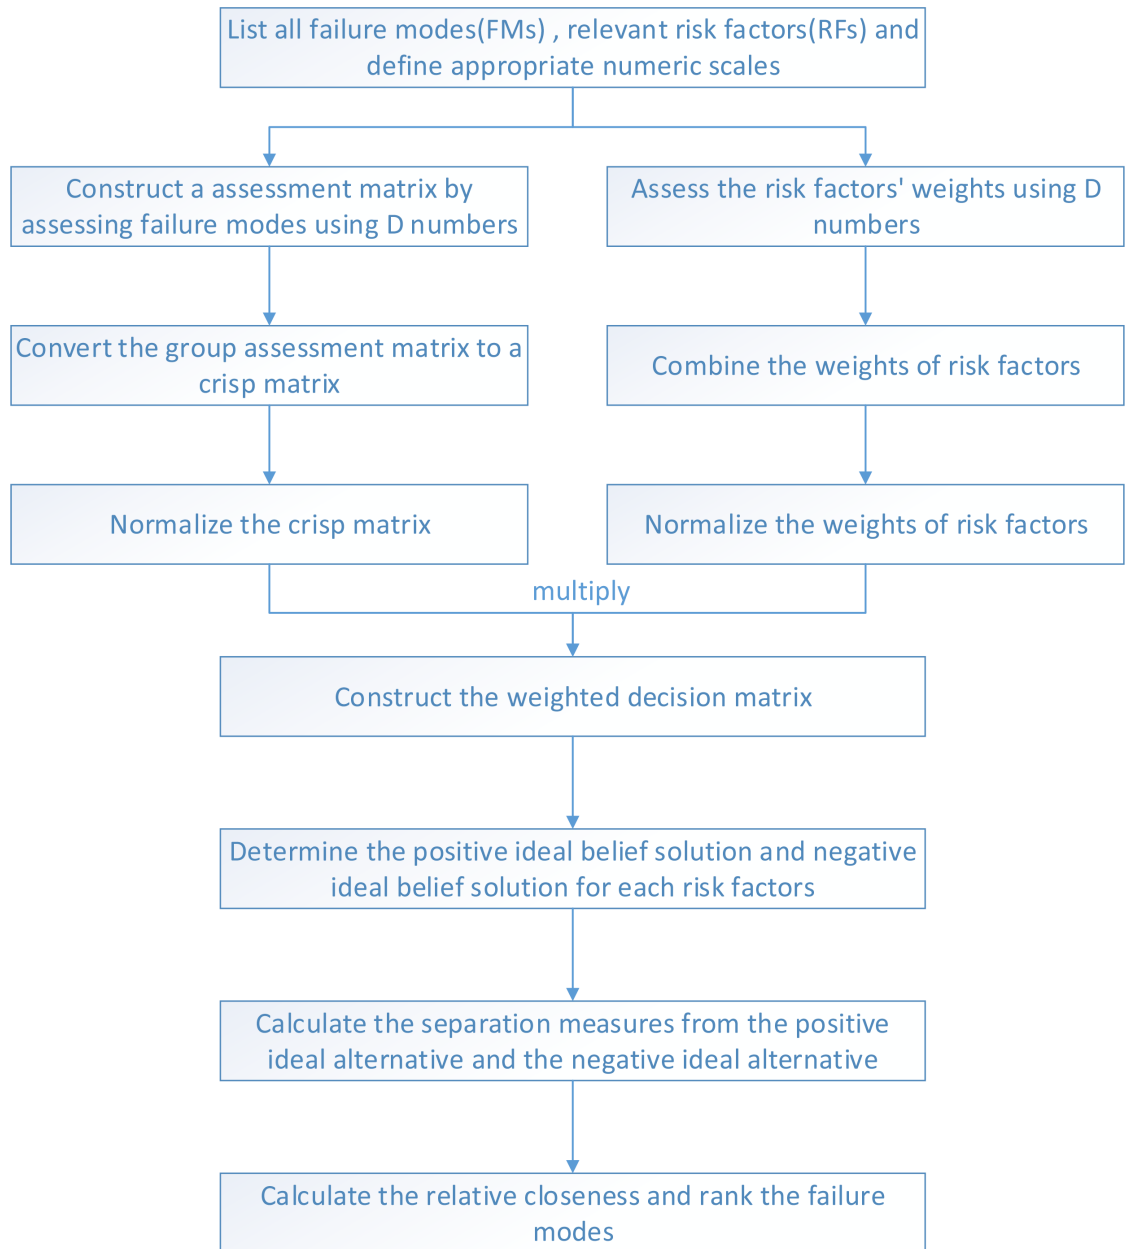 List all failure modes(FMs) , relevant risk factors(RFs) and
define appropriate numeric scales
Construct a assessment matrix by
assessing failure modes using D numbers
Assess the risk factors' weights using D
numbers
Convert the group assessment matrix to a
crisp matrix
Combine the weights of risk factors
Normalize the crisp matrix
Normalize the weights of risk factors
multiply
Construct the weighted decision matrix
Determine the positive ideal belief solution and negative
ideal belief solution for each risk factors
Calculate the separation measures from the positive
ideal alternative and the negative ideal alternative
Calculate the relative closeness and rank the failure
modes